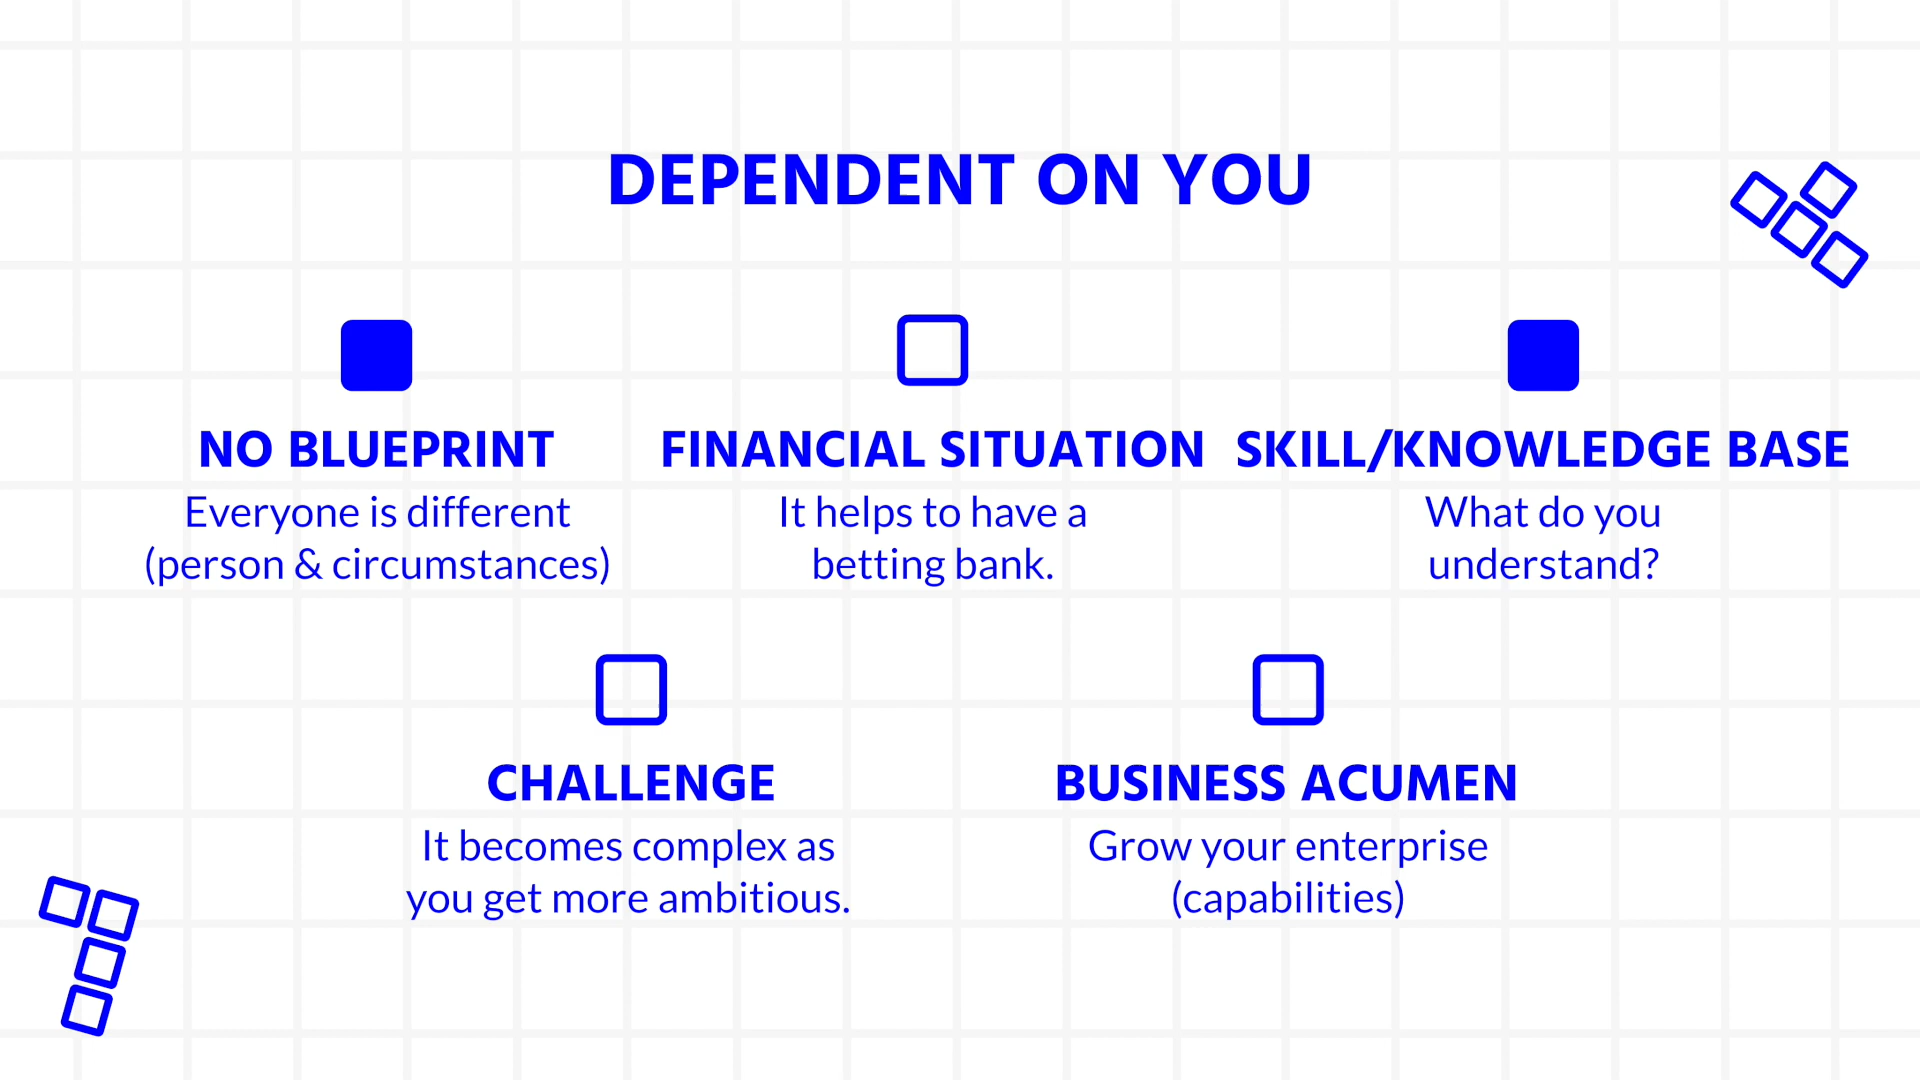 DEPENDENT ON YOU
NO BLUEPRINT
Everyone is different
(person & circumstances)
FINANCIAL SITUATION
It helps to have a
betting bank.
SKILL/KNOWLEDGE BASE
What do you
understand?
CHALLENGE
It becomes complex as
you get more ambitious.
BUSINESS ACUMEN
Grow your enterprise
(capabilities)